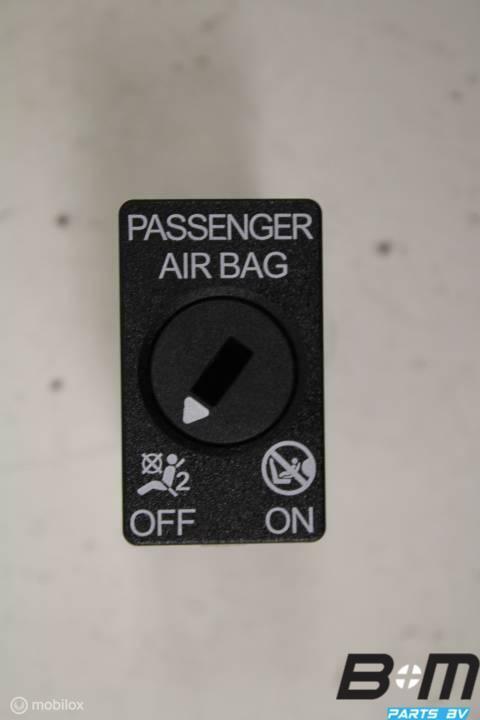 PASSENGER
AIR BAG
2
OFF ON
B+M
PARTS BV
mobilox